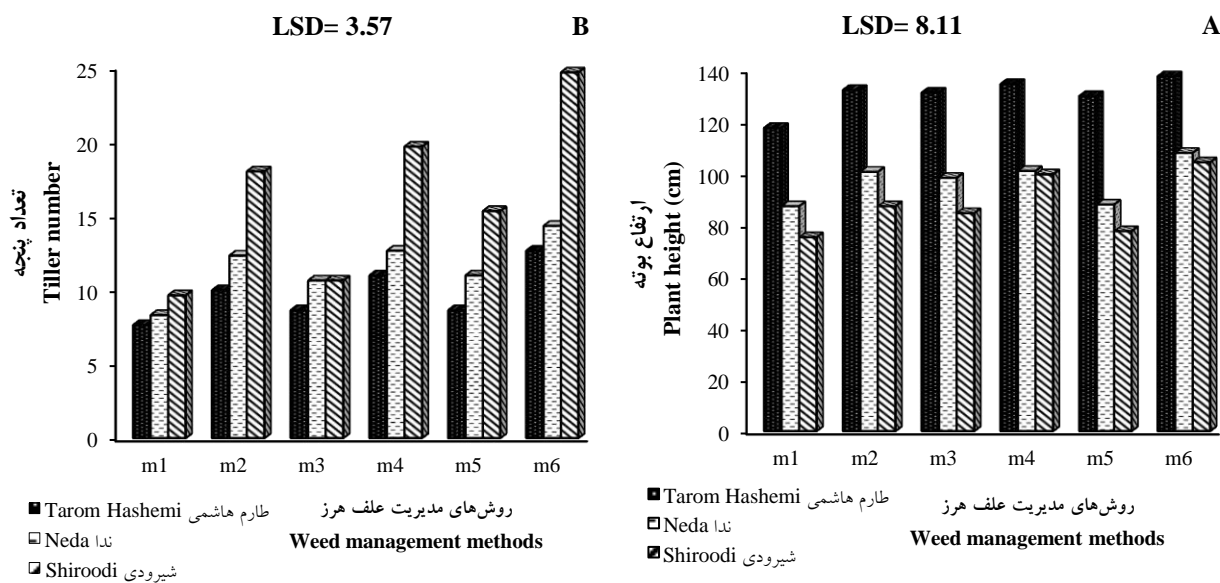 LSD= 3.57
B
تعداد پنجه
Tiller number
25
20
15
10
5
0
m1 m2 m3 m4 m5 m6
روش‌های مدیریت علف هرز
Weed management methods
Tarom Hashemi طارم هاشمی
Neda ندا
Shiroodi شیرودی
LSD= 8.11
A
ارتفاع بوته
Plant height (cm)
140
120
100
80
60
40
20
0
m1 m2 m3 m4 m5 m6
روش‌های مدیریت علف هرز
Weed management methods
Tarom Hashemi طارم هاشمی
Neda ندا
Shiroodi شیرودی